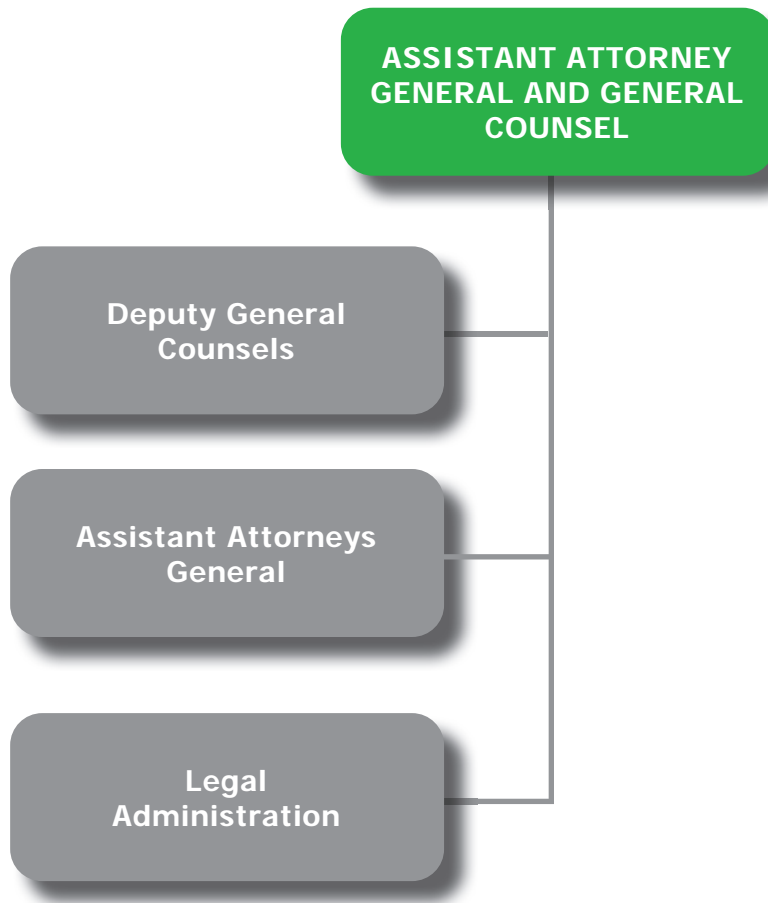 ASSISTANT ATTORNEY
GENERAL AND GENERAL
COUNSEL
Deputy General
Counsels
Assistant Attorneys
General
Legal
Administration